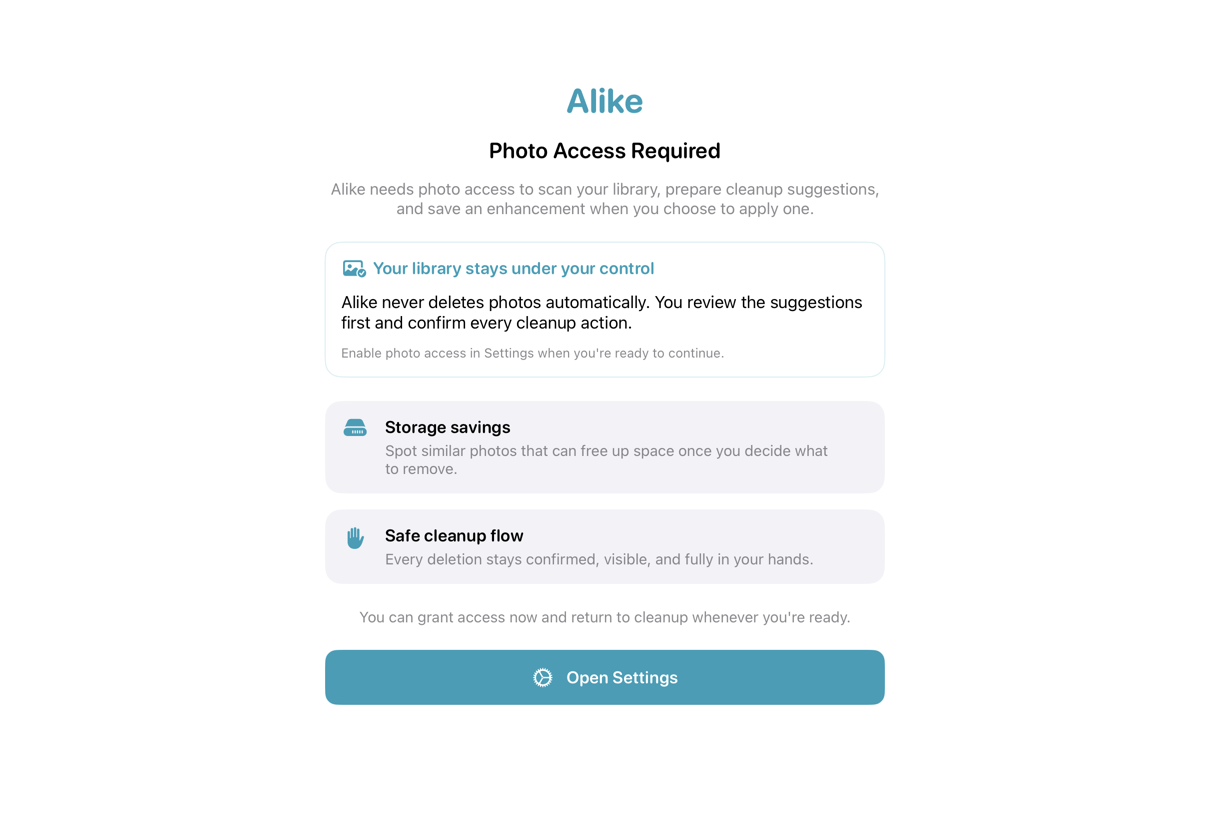 Alike
Photo Access Required
Alike needs photo access to scan your library, prepare cleanup suggestions,
and save an enhancement when you choose to apply one.
Your library stays under your control
Alike never deletes photos automatically. You review the suggestions
first and confirm every cleanup action.
Enable photo access in Settings when you're ready to continue.
Storage savings
Spot similar photos that can free up space once you decide what
to remove.
Safe cleanup flow
Every deletion stays confirmed, visible, and fully in your hands.
You can grant access now and return to cleanup whenever you're ready.
Open Settings